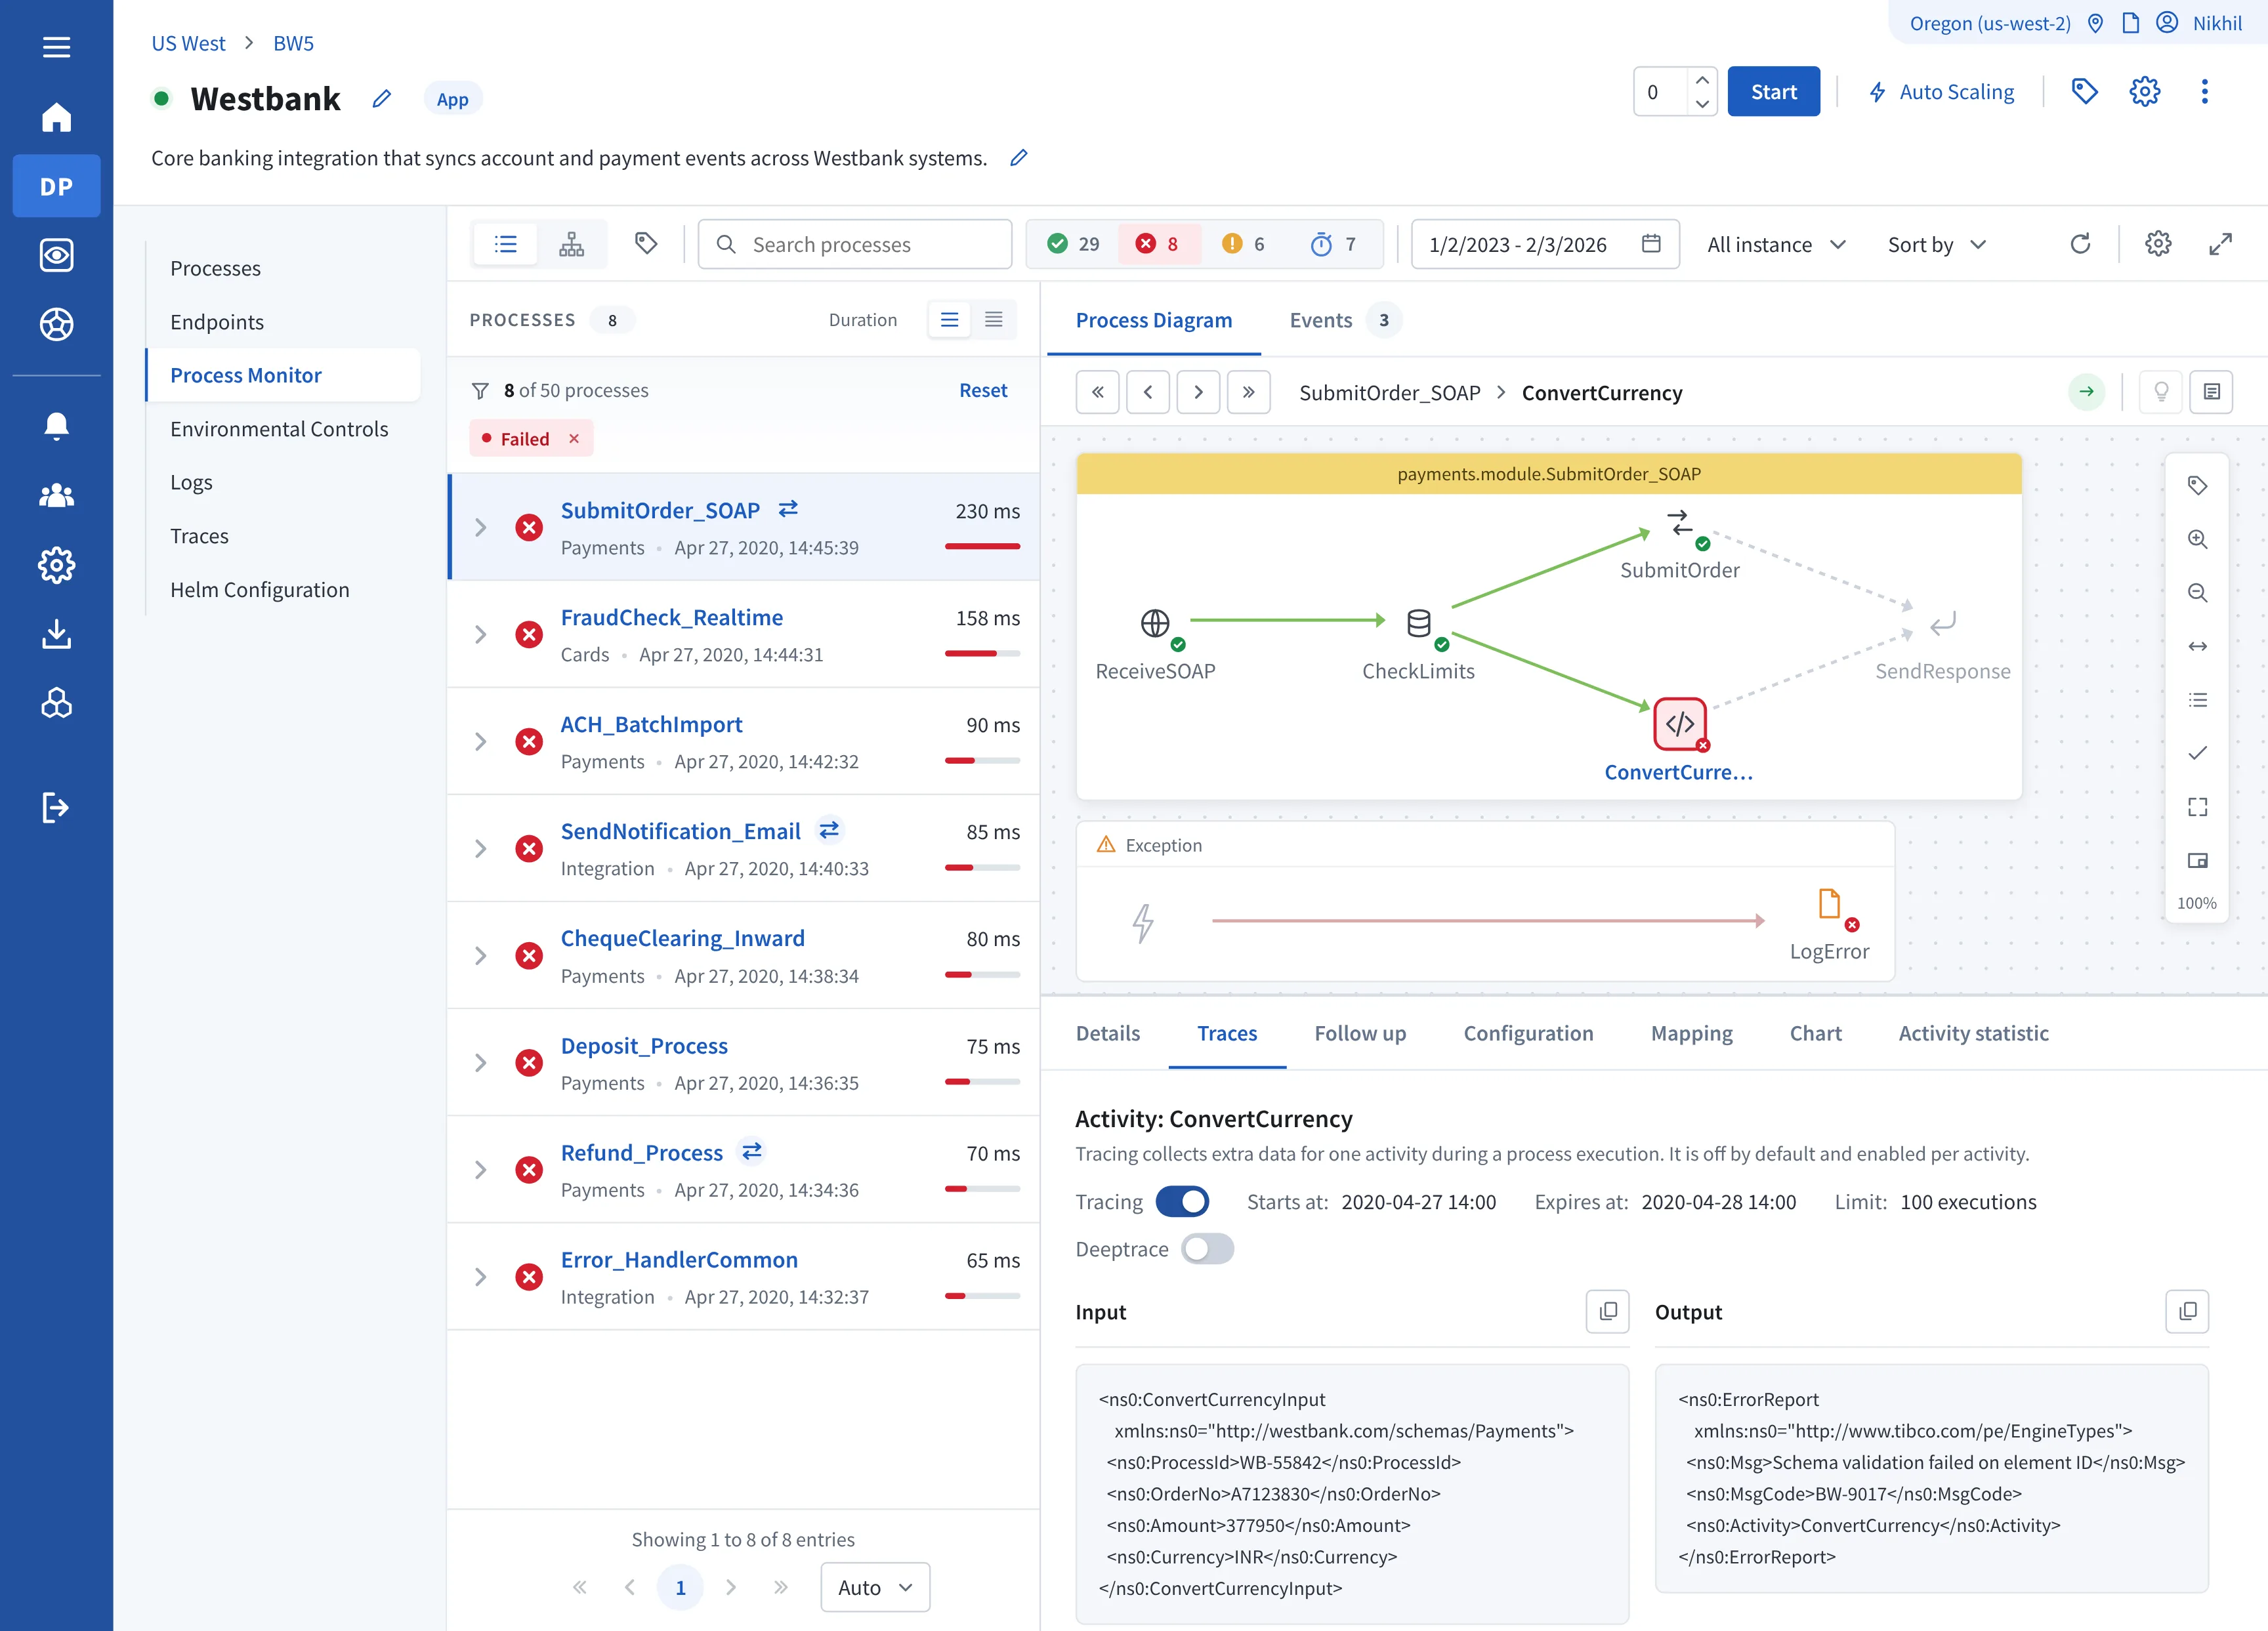 US West > BW5
Oregon (us-west-2) Nikhil
Westbank App
0 Start Auto Scaling
Core banking integration that syncs account and payment events across Westbank systems.
DP
Processes
Endpoints
Process Monitor
Environmental Controls
Logs
Traces
Helm Configuration
Search processes 29 8 6 7 1/2/2023 - 2/3/2026 All instance Sort by
PROCESSES 8 Duration
8 of 50 processes Reset
Failed ×
SubmitOrder_SOAP 230 ms
Payments • Apr 27, 2020, 14:45:39
FraudCheck_Realtime 158 ms
Cards • Apr 27, 2020, 14:44:31
ACH_BatchImport 90 ms
Payments • Apr 27, 2020, 14:42:32
SendNotification_Email 85 ms
Integration • Apr 27, 2020, 14:40:33
ChequeClearing_Inward 80 ms
Payments • Apr 27, 2020, 14:38:34
Deposit_Process 75 ms
Payments • Apr 27, 2020, 14:36:35
Refund_Process 70 ms
Payments • Apr 27, 2020, 14:34:36
Error_HandlerCommon 65 ms
Integration • Apr 27, 2020, 14:32:37
Showing 1 to 8 of 8 entries
« ‹ 1 › » Auto
Process Diagram Events 3
SubmitOrder_SOAP > ConvertCurrency
payments.module.SubmitOrder_SOAP
SubmitOrder
ReceiveSOAP CheckLimits SendResponse
ConvertCurre...
Exception
LogError
100%
Details Traces Follow up Configuration Mapping Chart Activity statistic
Activity: ConvertCurrency
Tracing collects extra data for one activity during a process execution. It is off by default and enabled per activity.
Tracing Starts at: 2020-04-27 14:00 Expires at: 2020-04-28 14:00 Limit: 100 executions
Deeptrace
Input
<ns0:ConvertCurrencyInput
xmlns:ns0="http://westbank.com/schemas/Payments">
<ns0:ProcessId>WB-55842</ns0:ProcessId>
<ns0:OrderNo>A7123830</ns0:OrderNo>
<ns0:Amount>377950</ns0:Amount>
<ns0:Currency>INR</ns0:Currency>
</ns0:ConvertCurrencyInput>
Output
<ns0:ErrorReport
xmlns:ns0="http://www.tibco.com/pe/EngineTypes">
<ns0:Msg>Schema validation failed on element ID</ns0:Msg>
<ns0:MsgCode>BW-9017</ns0:MsgCode>
<ns0:Activity>ConvertCurrency</ns0:Activity>
</ns0:ErrorReport>